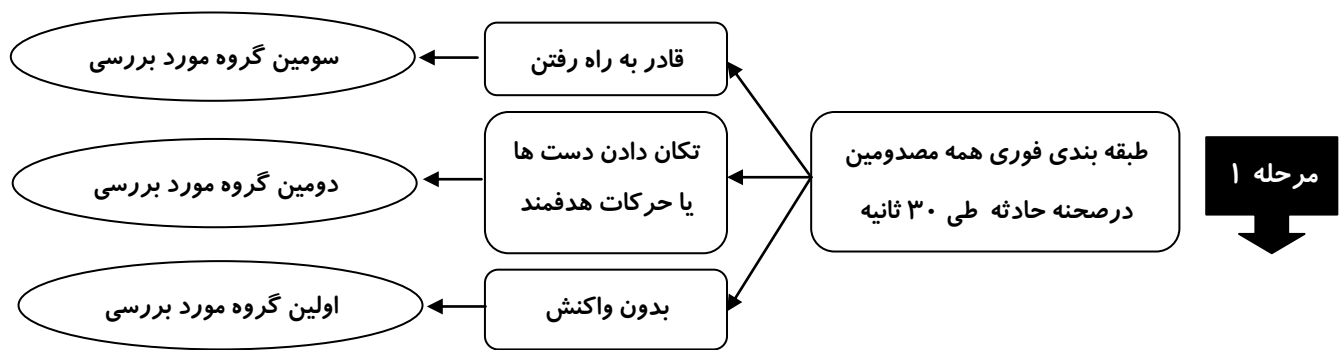 مرحله ۱
طبقه بندی فوری همه مصدومین
درصحنه حادثه طی ۳۰ ثانیه
قادر به راه رفتن
سومین گروه مورد بررسی
تکان دادن دست ها
یا حرکات هدفمند
دومین گروه مورد بررسی
بدون واکنش
اولین گروه مورد بررسی